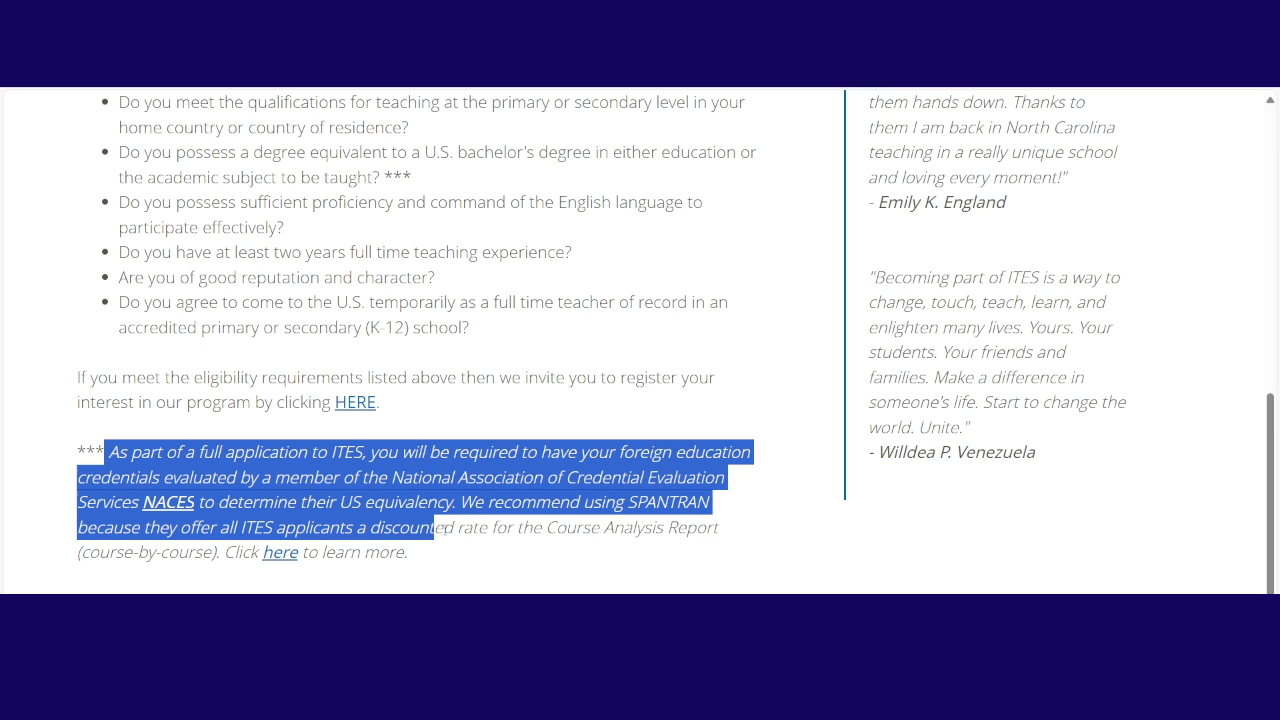 Do you meet the qualifications for teaching at the primary or secondary level in your
home country or country of residence?
Do you possess a degree equivalent to a U.S. bachelor's degree in either education or
the academic subject to be taught? ***
Do you possess sufficient proficiency and command of the English language to
participate effectively?
Do you have at least two years full time teaching experience?
Are you of good reputation and character?
Do you agree to come to the U.S. temporarily as a full time teacher of record in an
accredited primary or secondary (K-12) school?
If you meet the eligibility requirements listed above then we invite you to register your
interest in our program by clicking HERE.
*** As part of a full application to ITES, you will be required to have your foreign education
credentials evaluated by a member of the National Association of Credential Evaluation
Services NACES to determine their US equivalency. We recommend using SPANTRAN
because they offer all ITES applicants a discounted rate for the Course Analysis Report
(course-by-course). Click here to learn more.
them hands down. Thanks to
them I am back in North Carolina
teaching in a really unique school
and loving every moment!"
- Emily K. England
"Becoming part of ITES is a way to
change, touch, teach, learn, and
enlighten many lives. Yours. Your
students. Your friends and
families. Make a difference in
someone's life. Start to change the
world. Unite."
- Willdea P. Venezuela